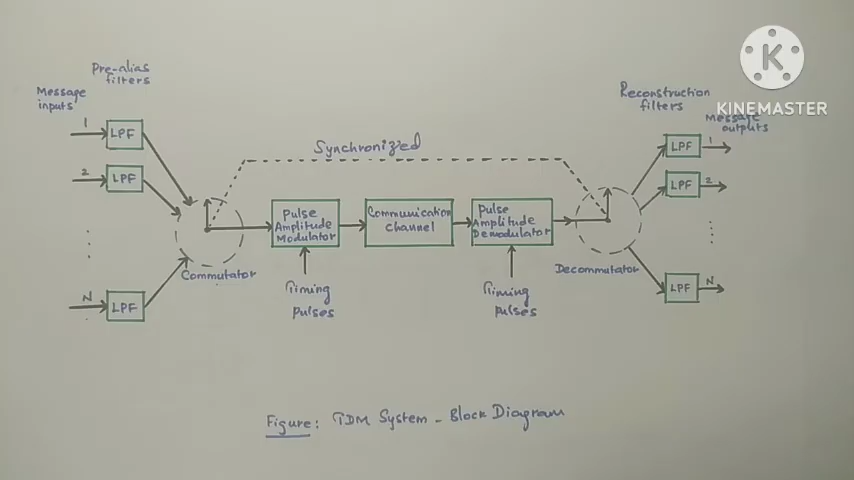 Pre-alias
filters
Message
inputs
1
LPF
2
LPF
N
LPF
Commutator
Synchronized
Pulse
Amplitude
Modulator
Timing
pulses
Communication
channel
Pulse
Amplitude
Demodulator
Timing
pulses
Decommutator
Reconstruction
filters
Message
outputs
LPF
1
LPF
2
LPF
N
K
KINEMASTER
Figure: TDM System - Block Diagram